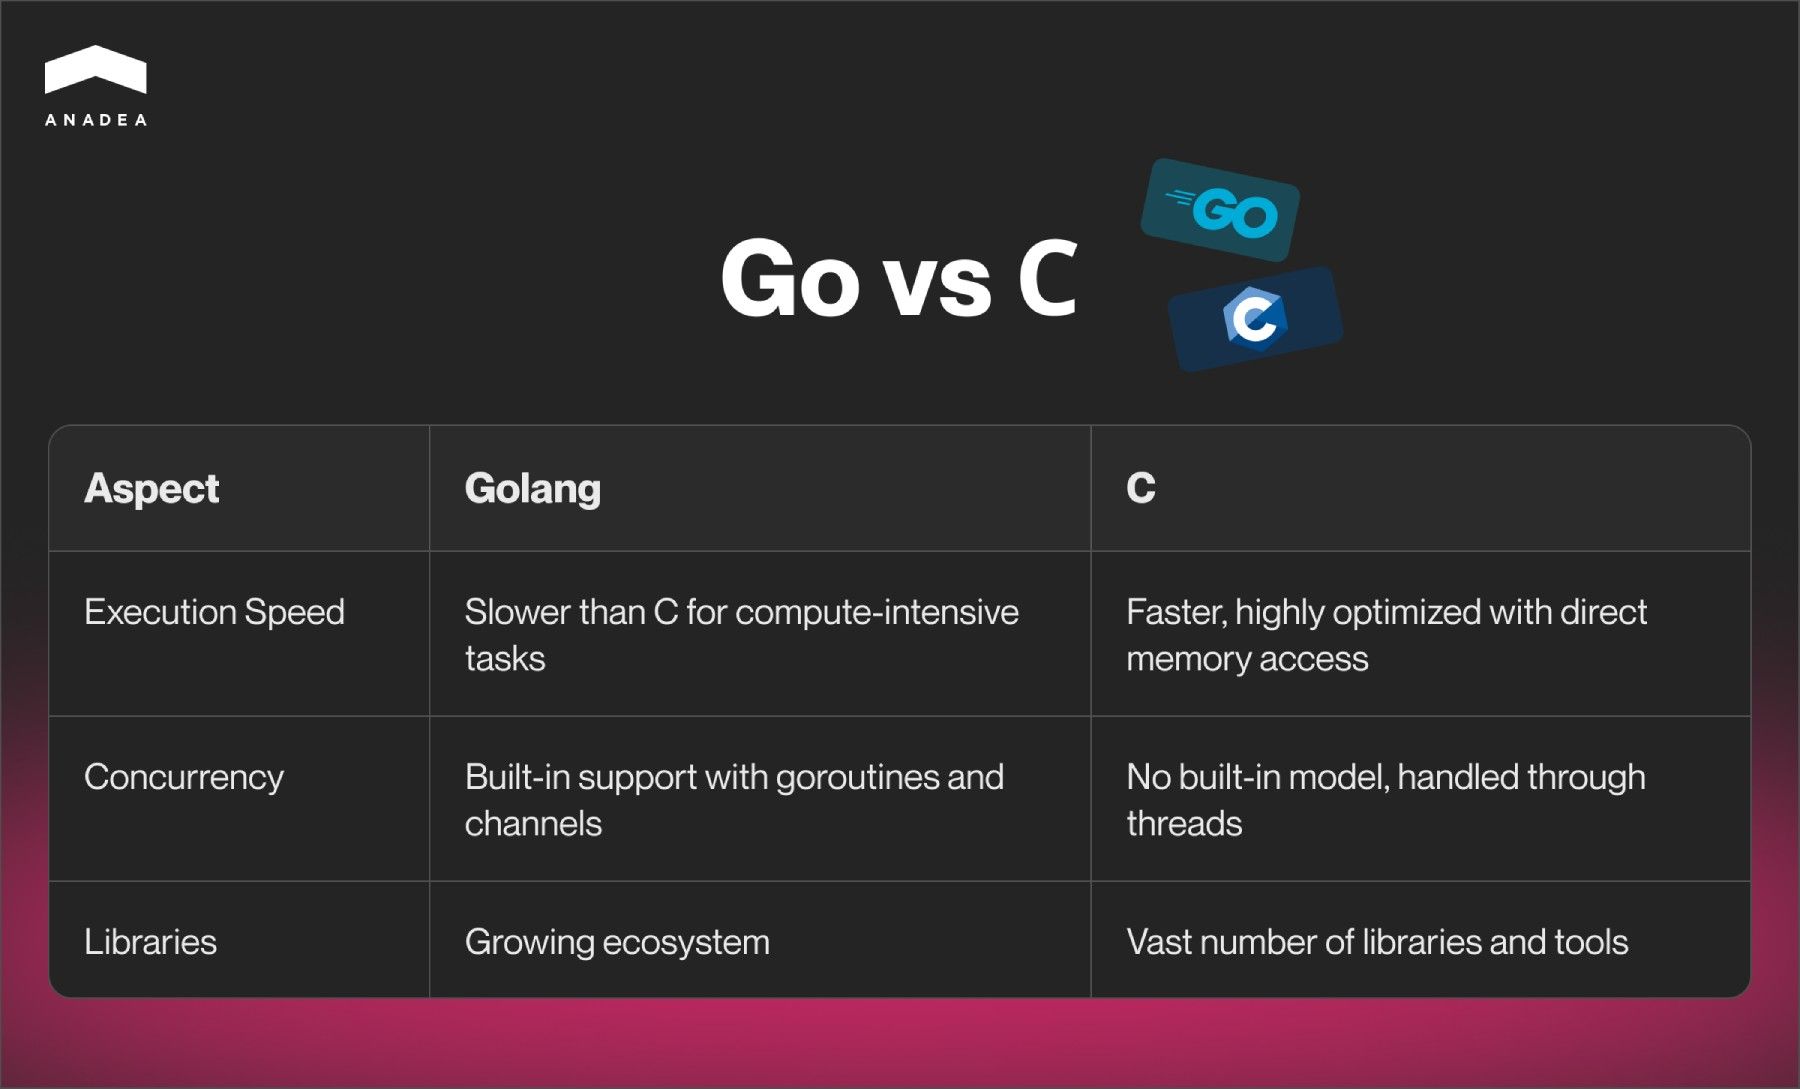 ANADEA
GO
Go vs C
C
Aspect
Golang
C
Execution Speed
Slower than C for compute-intensive
tasks
Faster, highly optimized with direct
memory access
Concurrency
Built-in support with goroutines and
channels
No built-in model, handled through
threads
Libraries
Growing ecosystem
Vast number of libraries and tools